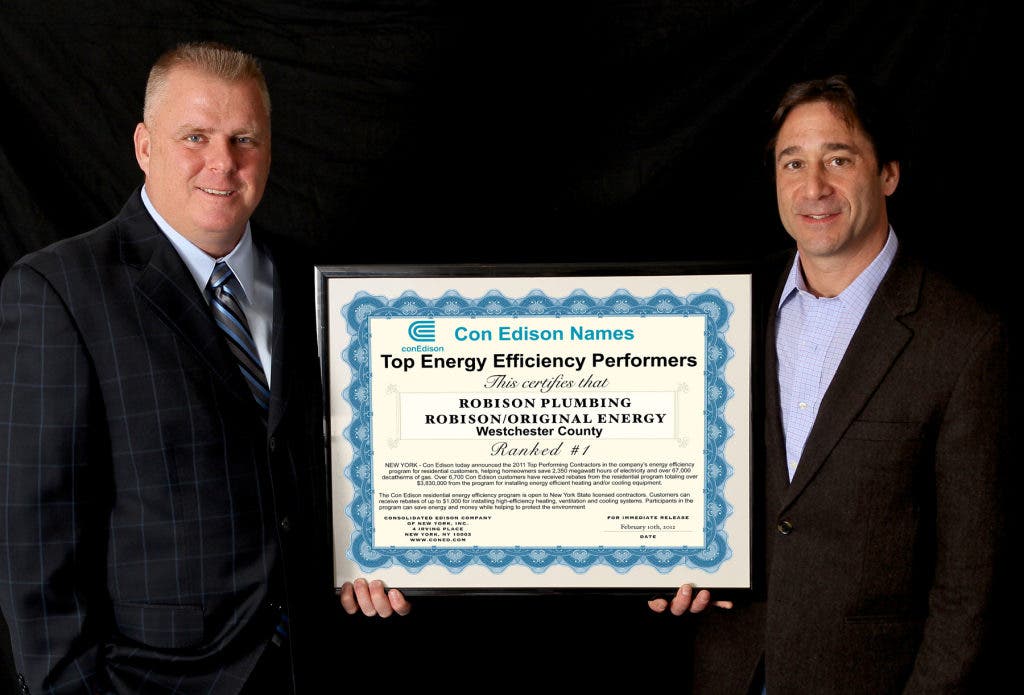 conEdison
Con Edison Names
Top Energy Efficiency Performers
This certifies that
ROBISON PLUMBING
ROBISON/ORIGINAL ENERGY
Westchester County
Ranked #1
NEW YORK - Con Edison today announced the 2011 Top Performing Contractors in the company's energy efficiency
program for residential customers, helping homeowners save 2,350 megawatt hours of electricity and over 67,000
decatherms of gas. Over 6,700 Con Edison customers have received rebates from the residential program totaling over
$3,830,000 from the program for installing energy efficient heating and/or cooling equipment.
The Con Edison residential energy efficiency program is open to New York State licensed contractors. Customers can
receive rebates of up to $1,000 for installing high-efficiency heating, ventilation and cooling systems. Participants in the
program can save energy and money while helping to protect the environment
CONSOLIDATED EDISON COMPANY
OF NEW YORK, INC.
4 IRVING PLACE
NEW YORK, NY 10003
WWW.CONED.COM
FOR IMMEDIATE RELEASE
February 10th, 2012
DATE